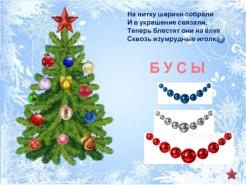 На нитку шарики собрали
И в украшение связали,
Теперь блестят они на ёлке
Сквозь изумрудные иголки
БУСЫ